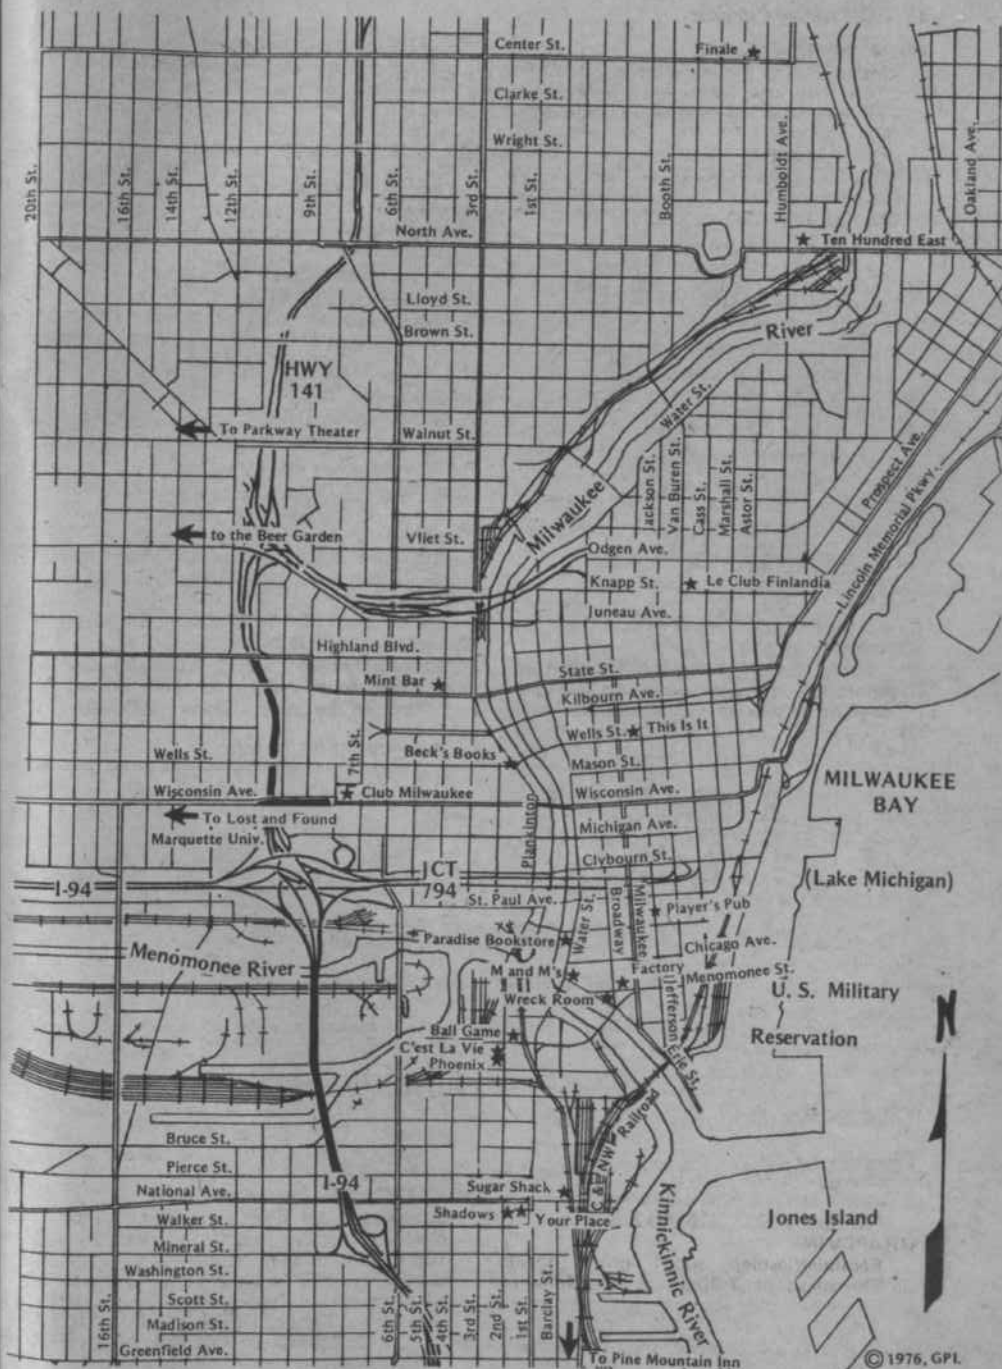 Center St.
Finale
Clarke St.
Wright St.
20th St.
16th St.
14th St.
12th St.
9th St.
6th St.
3rd St.
1st St.
Booth St.
Humboldt Ave.
Oakland Ave.
North Ave.
Ten Hundred East
Lloyd St.
Brown St.
River
HWY
141
Water St.
To Parkway Theater
Walnut St.
Prospect Ave.
Jackson St.
Van Buren St.
Cass St.
Marshall St.
Astor St.
Milwaukee
Lincoln Memorial Pkwy.
to the Beer Garden
Vliet St.
Odgen Ave.
Knapp St.
Le Club Finlandia
Juneau Ave.
Highland Blvd.
State St.
Mint Bar
Kilbourn Ave.
Wells St.
This Is It
7th St.
Beck's Books
Wells St.
Mason St.
Wisconsin Ave.
Club Milwaukee
Wisconsin Ave.
MILWAUKEE
BAY
To Lost and Found
Michigan Ave.
Marquette Univ.
Plankinton
Clybourn St.
JCT
794
I-94
(Lake Michigan)
St. Paul Ave.
Water St.
Broadway
Milwaukee
Player's Pub
Paradise Bookstore
Chicago Ave.
Menomonee River
M and M's
Factory
Menomonee St.
Wreck Room
Jefferson
U. S. Military
Reservation
N
Ball Game
C'est La Vie
Phoenix
Erie St.
Bruce St.
C & NW Railroad
Pierce St.
I-94
National Ave.
Sugar Shack
Walker St.
Shadows
Your Place
Jones Island
Mineral St.
Washington St.
Kinnickinnic River
Scott St.
Madison St.
16th St.
6th St.
5th St.
4th St.
3rd St.
2nd St.
1st St.
Barclay St.
Greenfield Ave.
To Pine Mountain Inn
© 1976, GPL